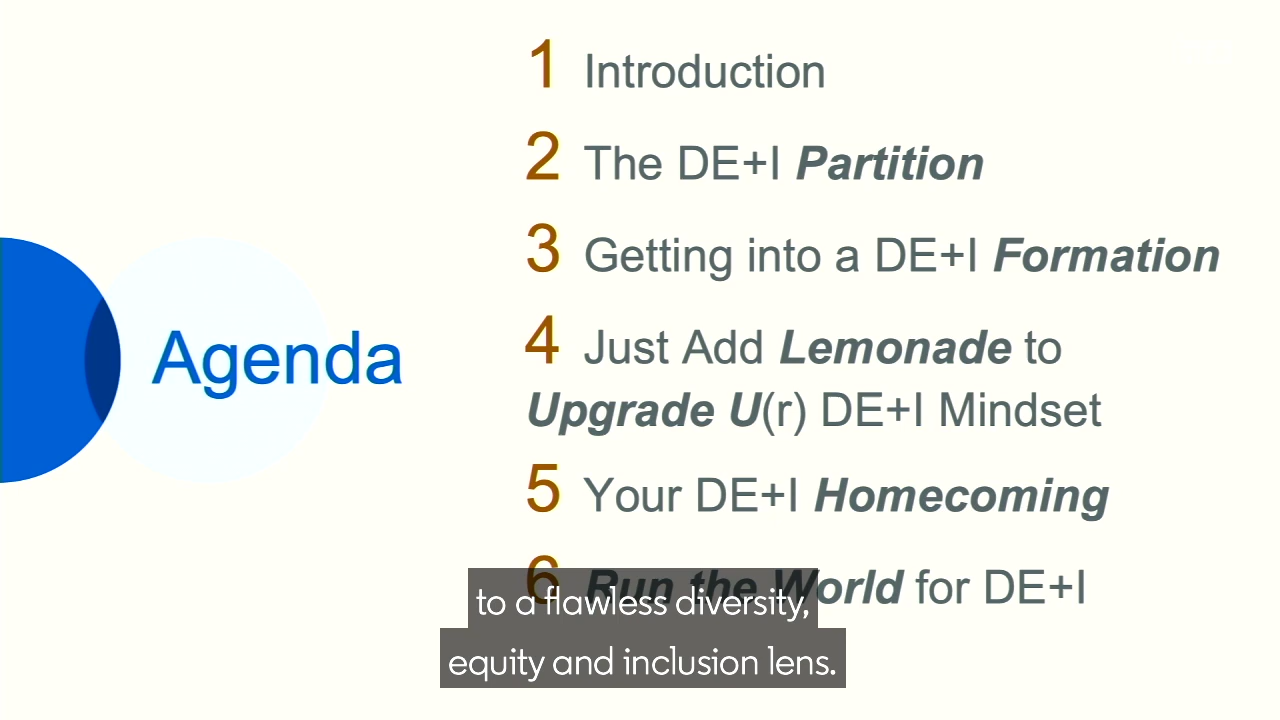 Agenda
1 Introduction
2 The DE+I Partition
3 Getting into a DE+I Formation
4 Just Add Lemonade to
Upgrade U(r) DE+I Mindset
5 Your DE+I Homecoming
6 Run the World for DE+I
to a flawless diversity,
equity and inclusion lens.